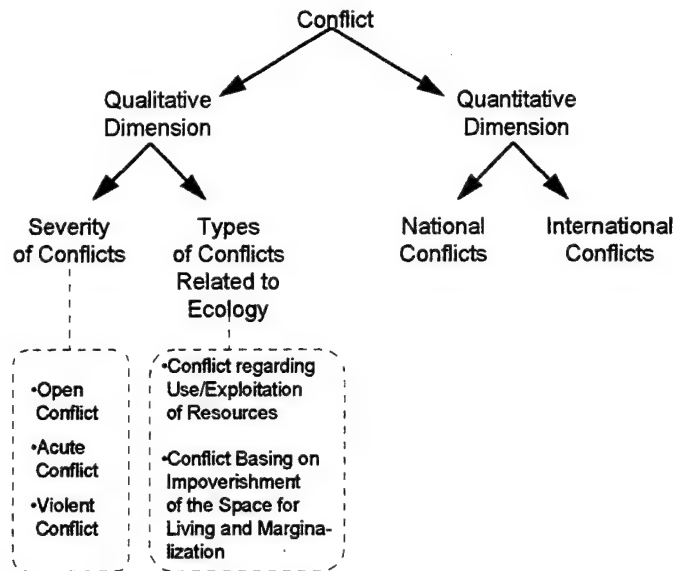 Conflict
Qualitative
Dimension
Quantitative
Dimension
Severity
of Conflicts
Types
of Conflicts
Related to
Ecology
National
Conflicts
International
Conflicts
•Open
Conflict
•Acute
Conflict
•Violent
Conflict
•Conflict regarding
Use/Exploitation
of Resources
•Conflict Basing on
Impoverishment
of the Space for
Living and Margina-
lization